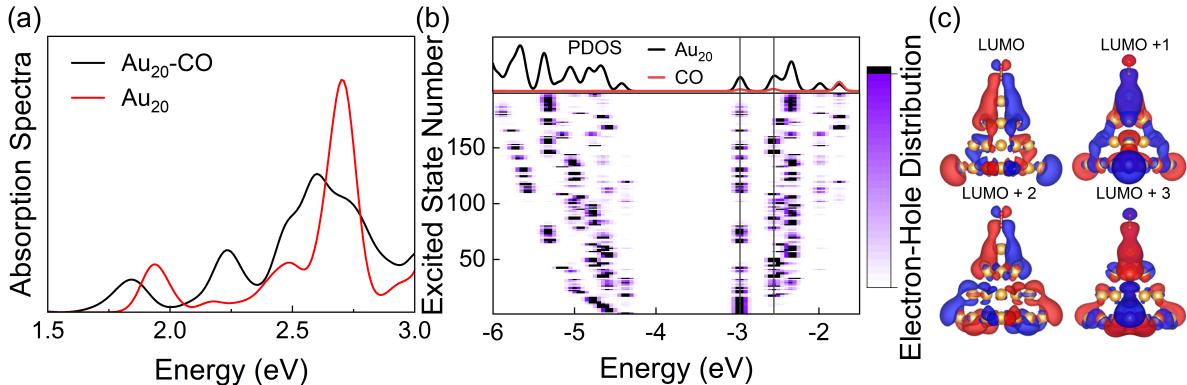 (a)
Absorption Spectra
Au20-CO
Au20
1.5 2.0 2.5 3.0
Energy (eV)
(b)
Excited State Number
PDOS
Au20
CO
150
100
50
-6 -5 -4 -3 -2
Energy (eV)
Electron-Hole Distribution
(c)
LUMO LUMO +1
LUMO + 2 LUMO + 3